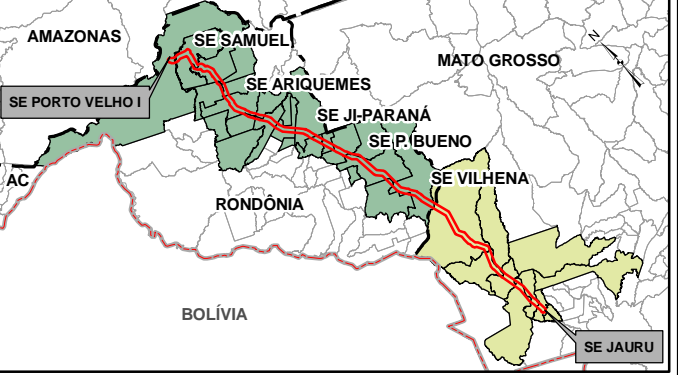 AMAZONAS
SE SAMUEL
MATO GROSSO
N
SE ARIQUEMES
SE PORTO VELHO I
SE JI-PARANÁ
SE P. BUENO
AC
SE VILHENA
RONDÔNIA
BOLÍVIA
SE JAURU